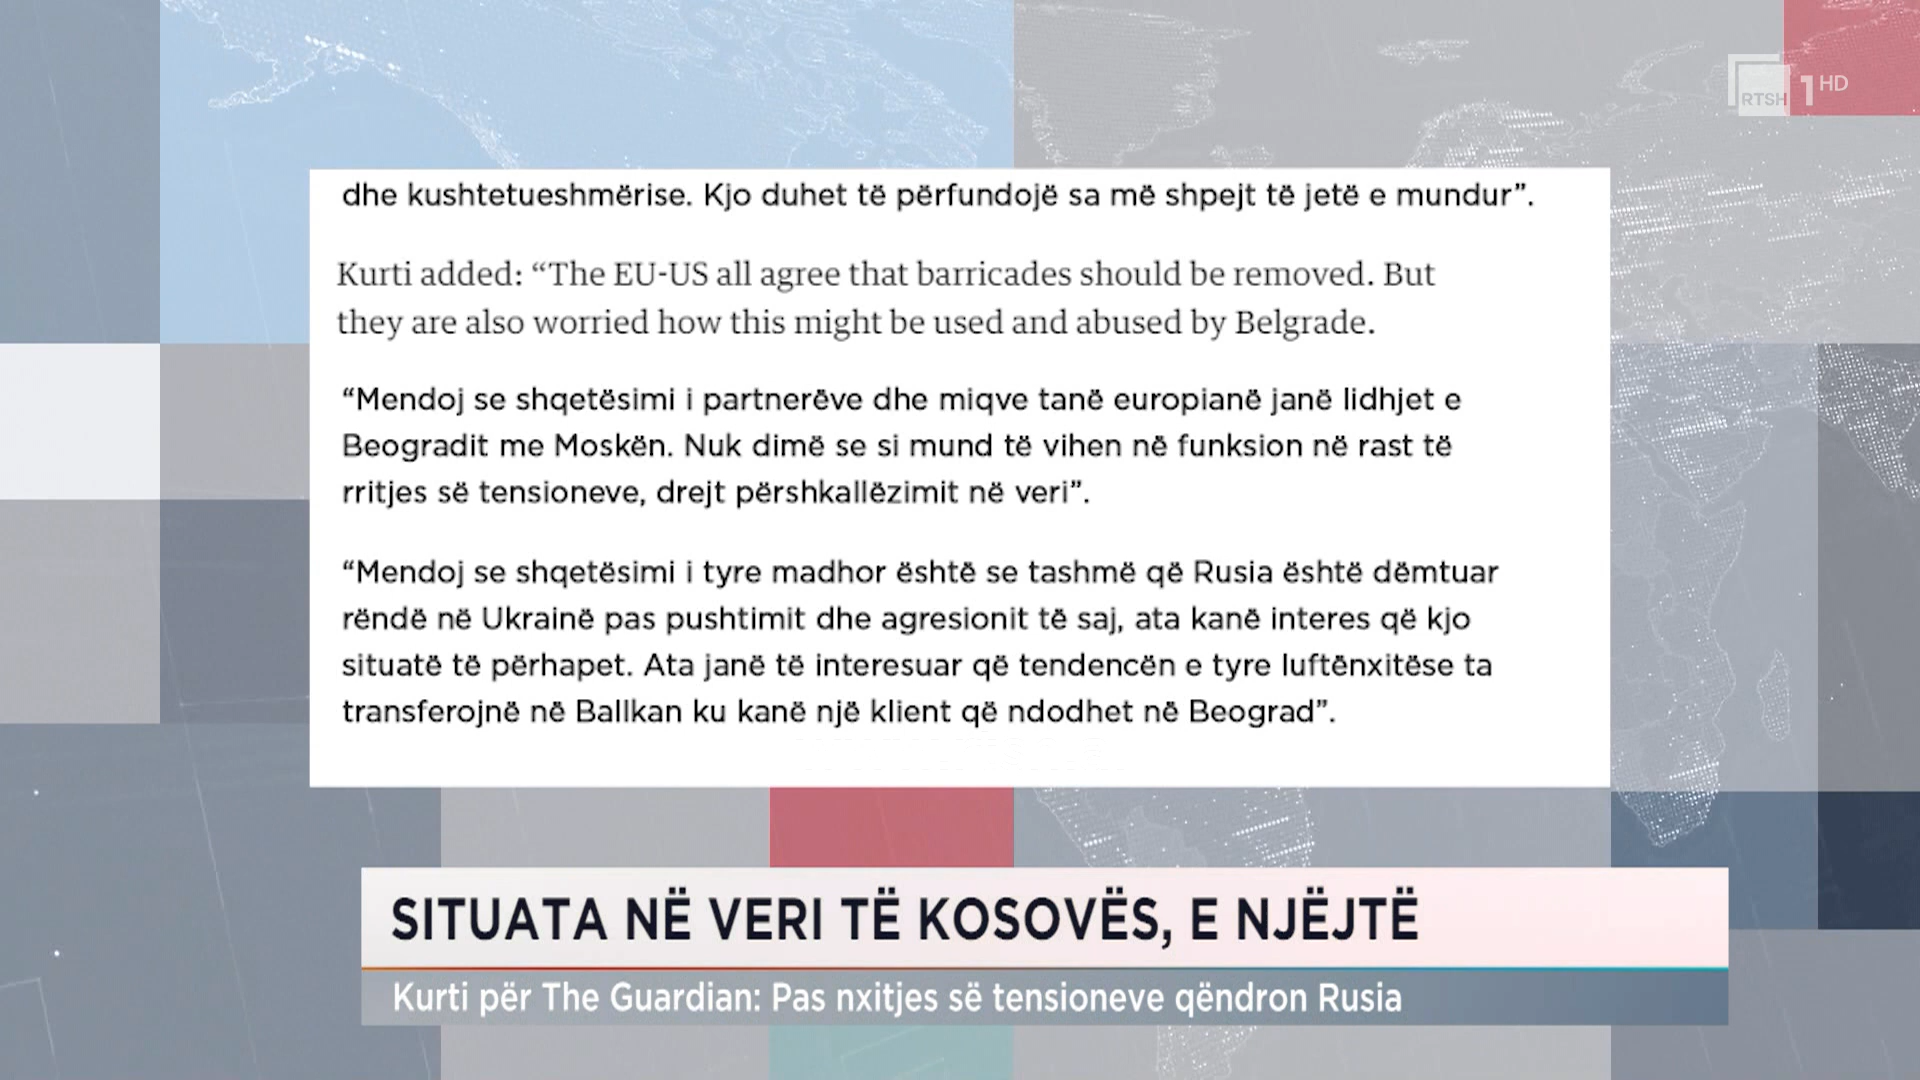 RTSH 1 HD
dhe kushtetueshmërise. Kjo duhet të përfundojë sa më shpejt të jetë e mundur”.
Kurti added: “The EU-US all agree that barricades should be removed. But
they are also worried how this might be used and abused by Belgrade.
“Mendoj se shqetësimi i partnerëve dhe miqve tanë europianë janë lidhjet e
Beogradit me Moskën. Nuk dimë se si mund të vihen në funksion në rast të
rritjes së tensioneve, drejt përshkallëzimit në veri”.
“Mendoj se shqetësimi i tyre madhor është se tashmë që Rusia është dëmtuar
rëndë në Ukrainë pas pushtimit dhe agresionit të saj, ata kanë interes që kjo
situatë të përhapet. Ata janë të interesuar që tendencën e tyre luftënxitëse ta
transferojnë në Ballkan ku kanë një klient që ndodhet në Beograd”.
SITUATA NË VERI TË KOSOVËS, E NJËJTË
Kurti për The Guardian: Pas nxitjes së tensioneve qëndron Rusia